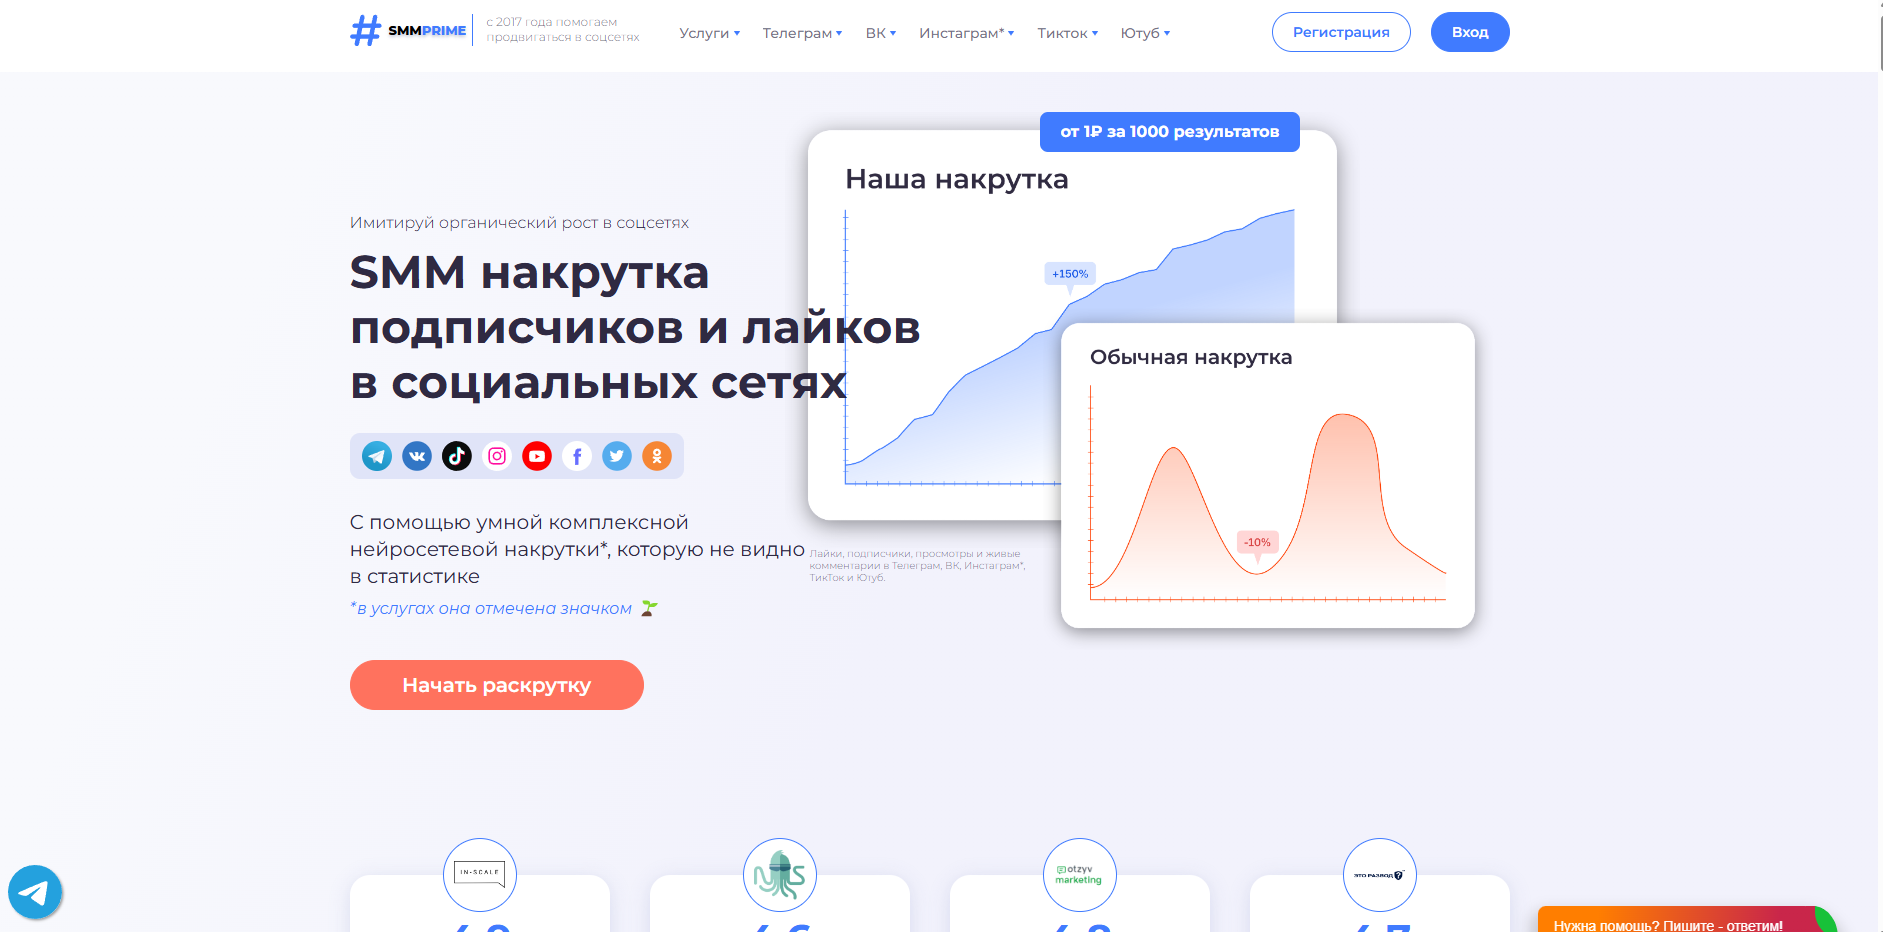 SMMPRIME
с 2017 года помогаем
продвигаться в соцсетях
Услуги
Телеграм
ВК
Инстаграм*
Тикток
Ютуб
Регистрация
Вход
от 1₽ за 1000 результатов
Наша накрутка
+150%
Имитируй органический рост в соцсетях
SMM накрутка
подписчиков и лайков
в социальных сетях
Обычная накрутка
-10%
С помощью умной комплексной
нейросетевой накрутки*, которую не видно
в статистике
*в услугах она отмечена значком
Лайки, подписчики, просмотры и живые
комментарии в Телеграм, ВК, Инстаграм*,
ТикТок и Ютуб.
Начать раскрутку
IN-SCALE
otzyv
marketing
ЭТО РАЗВОД?
Нужна помощь? Пишите - ответим!